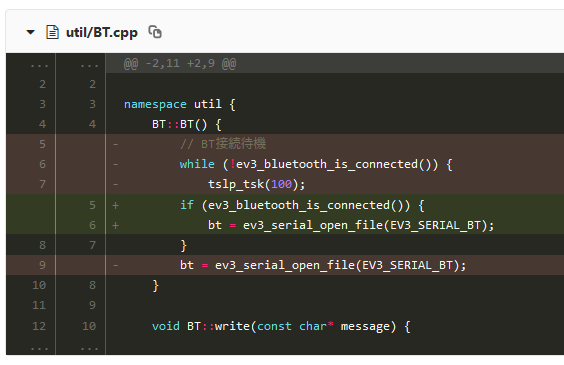 util/BT.cpp
... ... @@ -2,11 +2,9 @@
2 2
3 3 namespace util {
4 4 BT::BT() {
5 - // BT接続待機
6 - while (!ev3_bluetooth_is_connected()) {
7 - tslp_tsk(100);
5 + if (ev3_bluetooth_is_connected()) {
6 + bt = ev3_serial_open_file(EV3_SERIAL_BT);
8 7 }
9 - bt = ev3_serial_open_file(EV3_SERIAL_BT);
10 8 }
11 9
12 10 void BT::write(const char* message) {
... ...